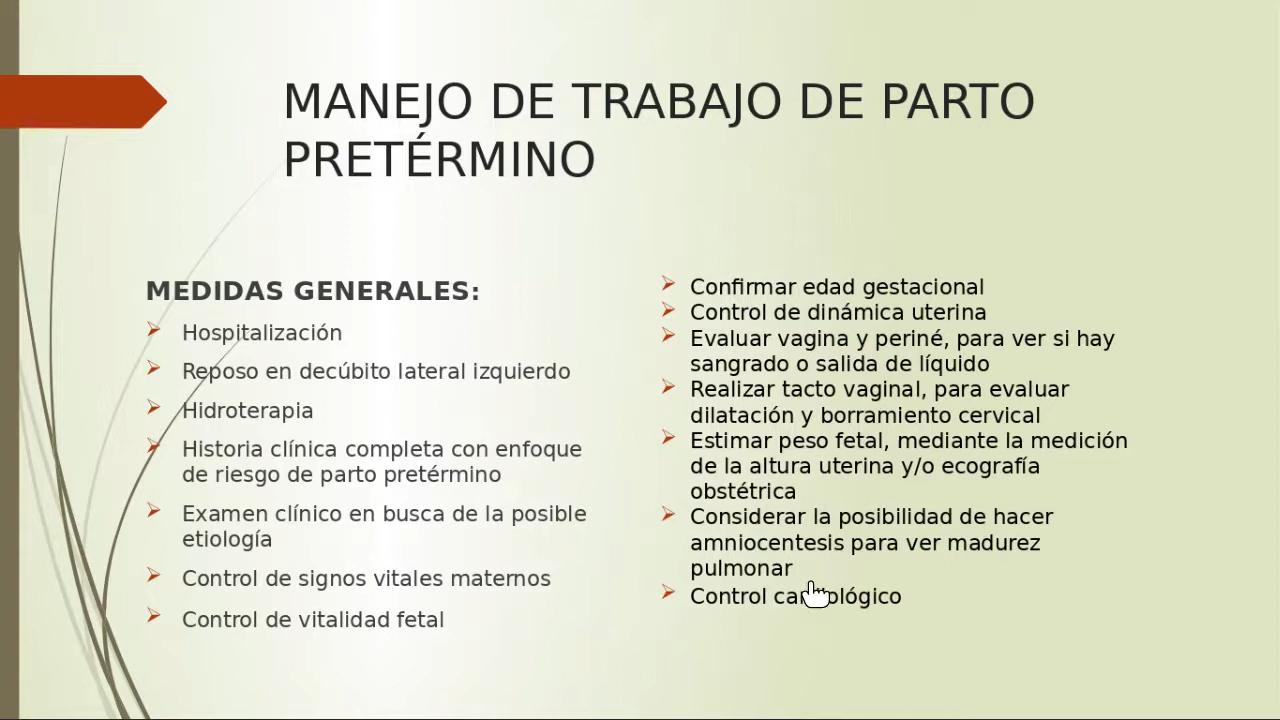 MANEJO DE TRABAJO DE PARTO
PRETÉRMINO
MEDIDAS GENERALES:
Hospitalización
Reposo en decúbito lateral izquierdo
Hidroterapia
Historia clínica completa con enfoque
de riesgo de parto pretérmino
Examen clínico en busca de la posible
etiología
Control de signos vitales maternos
Control de vitalidad fetal
Confirmar edad gestacional
Control de dinámica uterina
Evaluar vagina y periné, para ver si hay
sangrado o salida de líquido
Realizar tacto vaginal, para evaluar
dilatación y borramiento cervical
Estimar peso fetal, mediante la medición
de la altura uterina y/o ecografía
obstétrica
Considerar la posibilidad de hacer
amniocentesis para ver madurez
pulmonar
Control